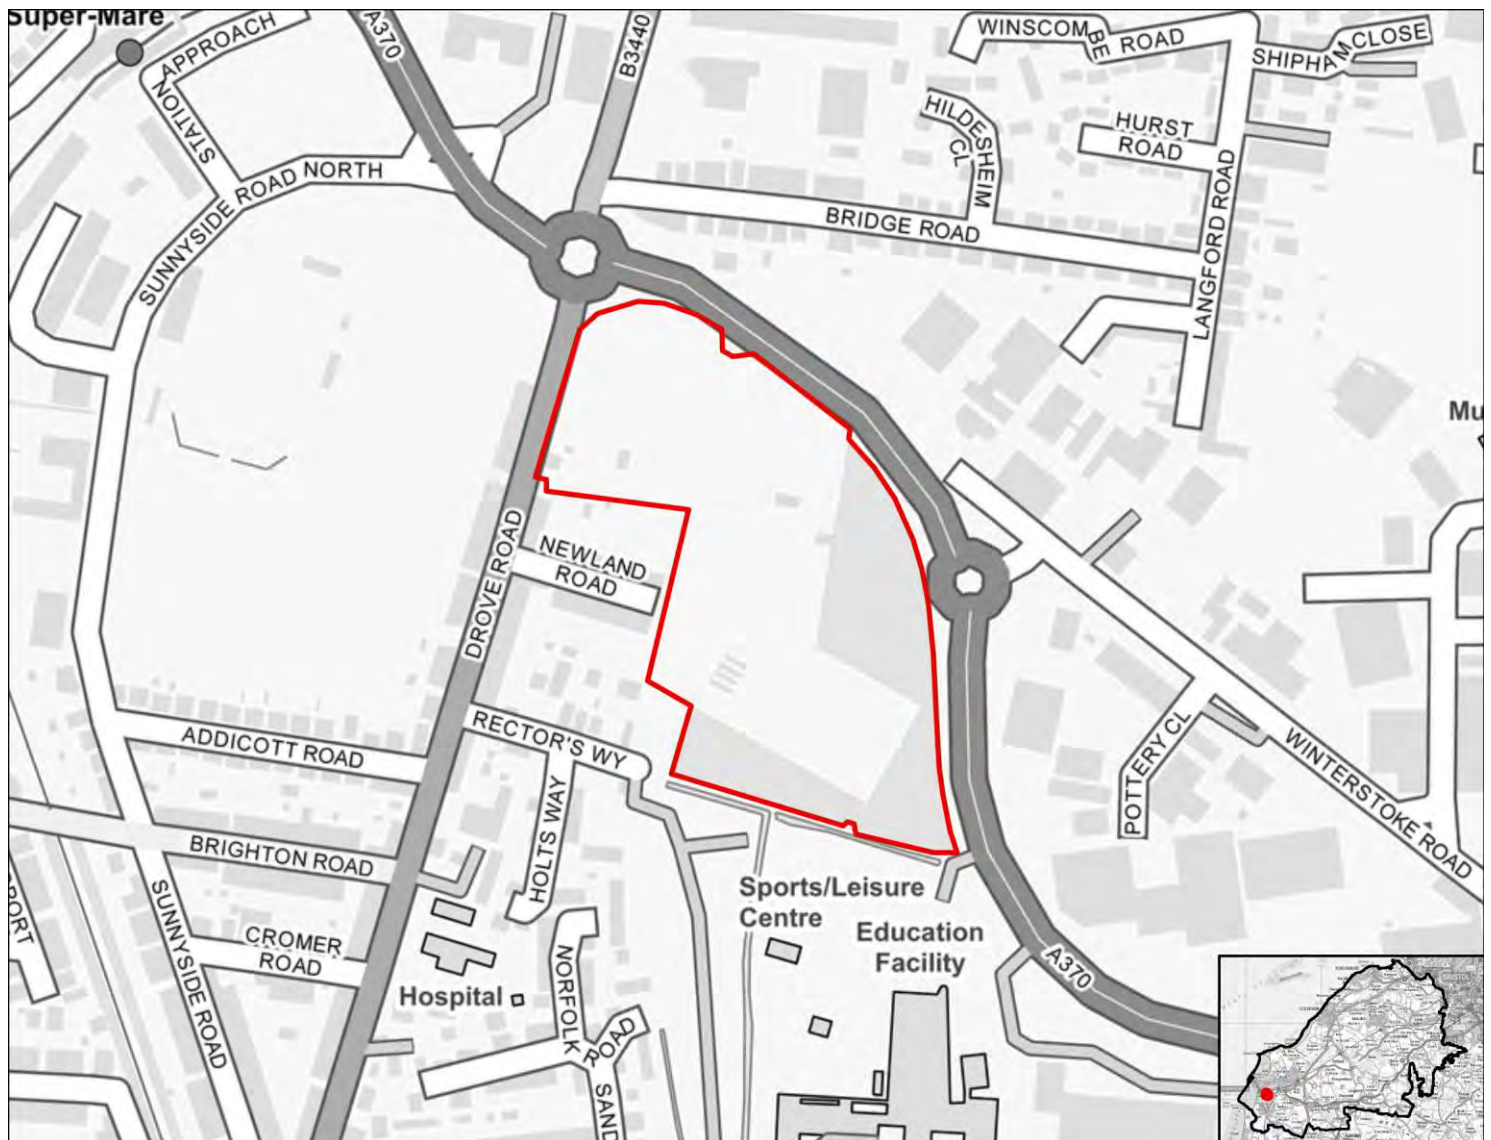 Super-Mare
STATION APPROACH
A370
B3440
WINSCOMBE ROAD
SHIPHAM CLOSE
HILDESHEIM
CL
HURST
ROAD
LANGFORD ROAD
SUNNYSIDE ROAD NORTH
BRIDGE ROAD
Mu
DROVE ROAD
NEWLAND
ROAD
RECTOR'S WY
ADDICOTT ROAD
POTTERY CL
WINTERSTOKE ROAD
HOLTS WAY
BRIGHTON ROAD
SUNNYSIDE ROAD
PORT
Sports/Leisure
Centre
Education
Facility
CROMER
ROAD
Hospital
NORFOLK
ROAD
A370
SAND
BRISTOL